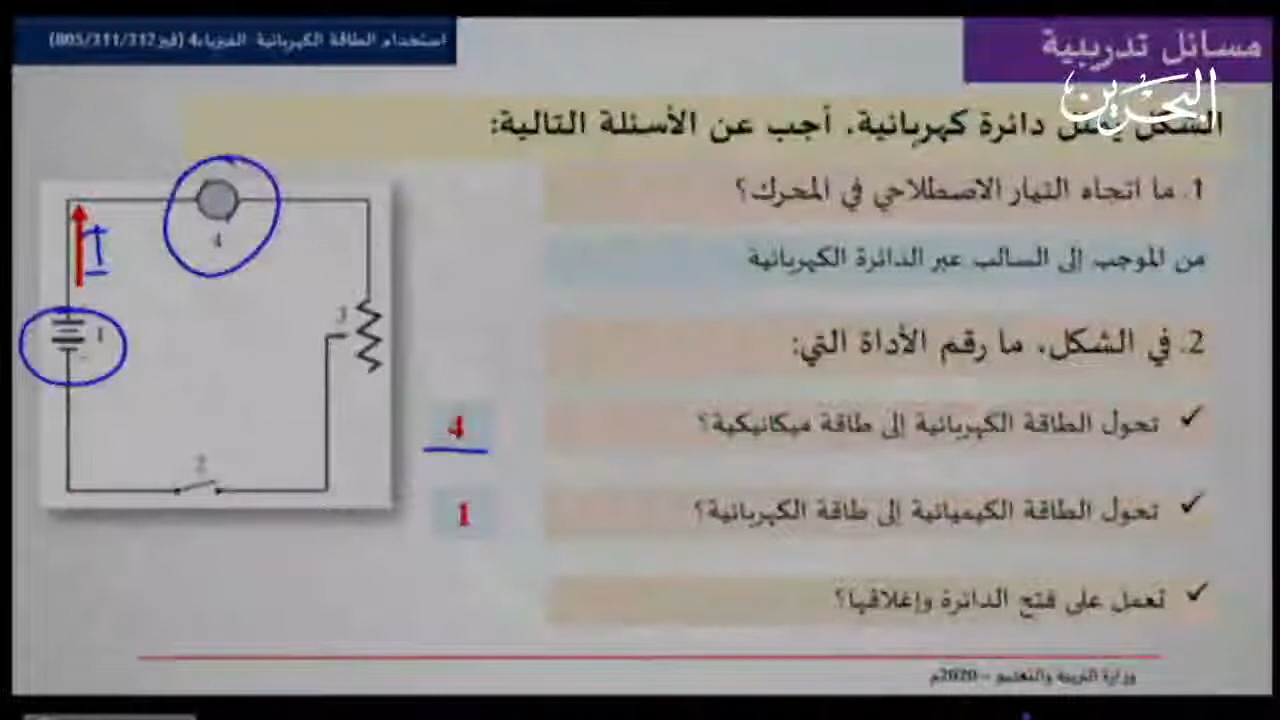 مسائل تدريبية
استخدام الطاقة الكهربائية الفيزياء4 (فيز311/312/805)
البحرين
الشكل يمثل دائرة كهربائية، أجب عن الأسئلة التالية:
1. ما اتجاه التيار الاصطلاحي في المحرك؟
من الموجب إلى السالب عبر الدائرة الكهربائية
2. في الشكل، ما رقم الأداة التي:
✓ تحول الطاقة الكهربائية إلى طاقة ميكانيكية؟
4
✓ تحول الطاقة الكيميائية إلى طاقة الكهربائية؟
1
✓ تعمل على فتح الدائرة وإغلاقها؟
4
I
1
3
2
وزارة التربية والتعليم – 2020م